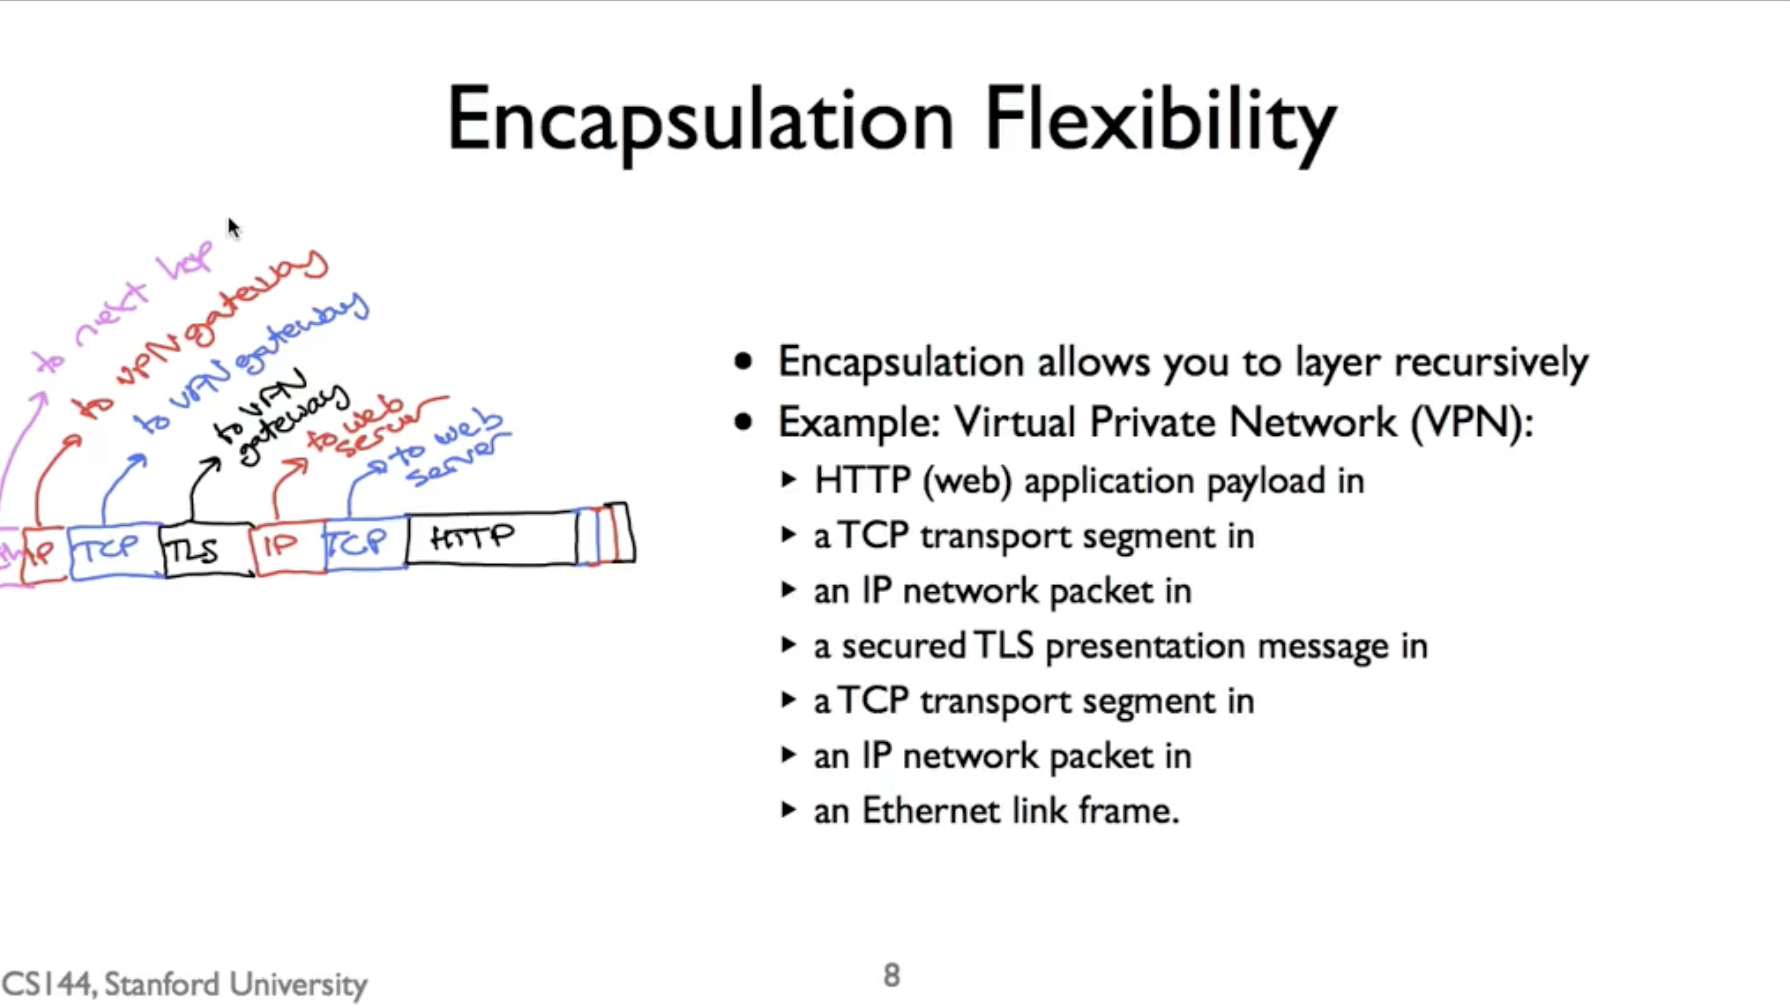 Encapsulation Flexibility
to next hop
to VPN gateway
to VPN gateway
to VPN
gateway
to web
server
to web
server
IP TCP TLS IP TCP HTTP
• Encapsulation allows you to layer recursively
• Example: Virtual Private Network (VPN):
‣ HTTP (web) application payload in
‣ a TCP transport segment in
‣ an IP network packet in
‣ a secured TLS presentation message in
‣ a TCP transport segment in
‣ an IP network packet in
‣ an Ethernet link frame.
CS144, Stanford University
8